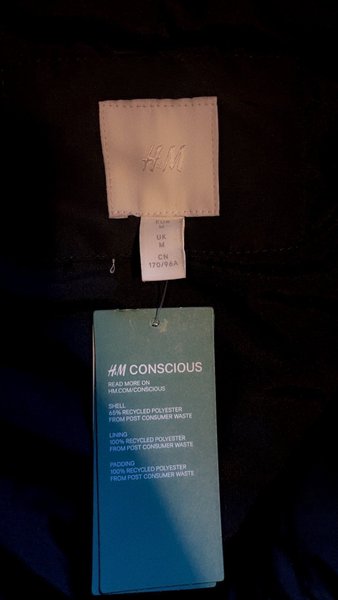 H&M
EUR
M
UK
M
CN
170/96A
H&M CONSCIOUS
READ MORE ON
HM.COM/CONSCIOUS
SHELL
65% RECYCLED POLYESTER
FROM POST CONSUMER WASTE
LINING
100% RECYCLED POLYESTER
FROM POST CONSUMER WASTE
PADDING
100% RECYCLED POLYESTER
FROM POST CONSUMER WASTE